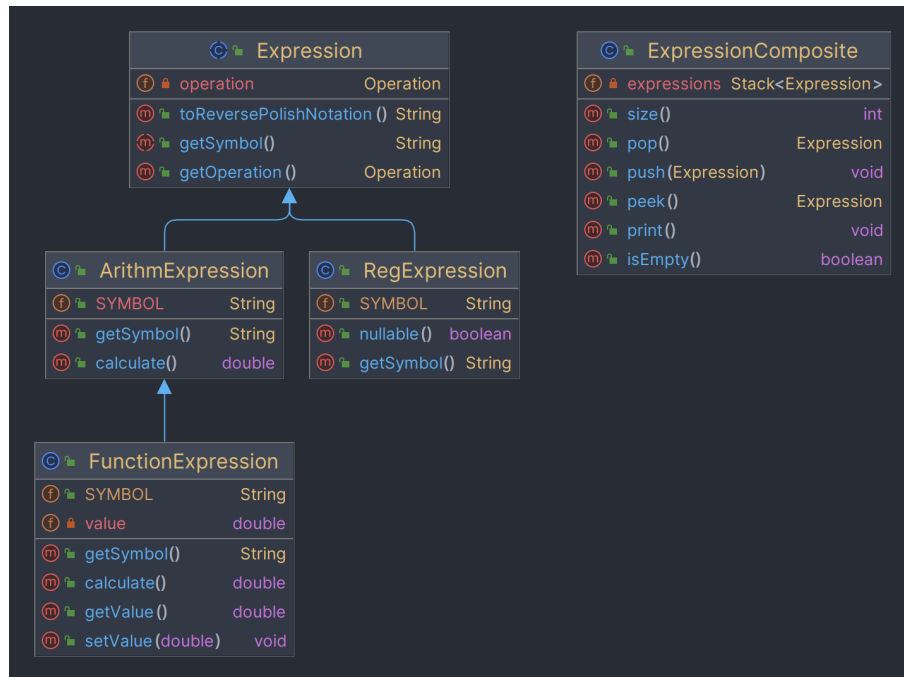 Expression
operation Operation
toReversePolishNotation() String
getSymbol() String
getOperation() Operation
ExpressionComposite
expressions Stack<Expression>
size() int
pop() Expression
push(Expression) void
peek() Expression
print() void
isEmpty() boolean
ArithmExpression
SYMBOL String
getSymbol() String
calculate() double
RegExpression
SYMBOL String
nullable() boolean
getSymbol() String
FunctionExpression
SYMBOL String
value double
getSymbol() String
calculate() double
getValue() double
setValue(double) void